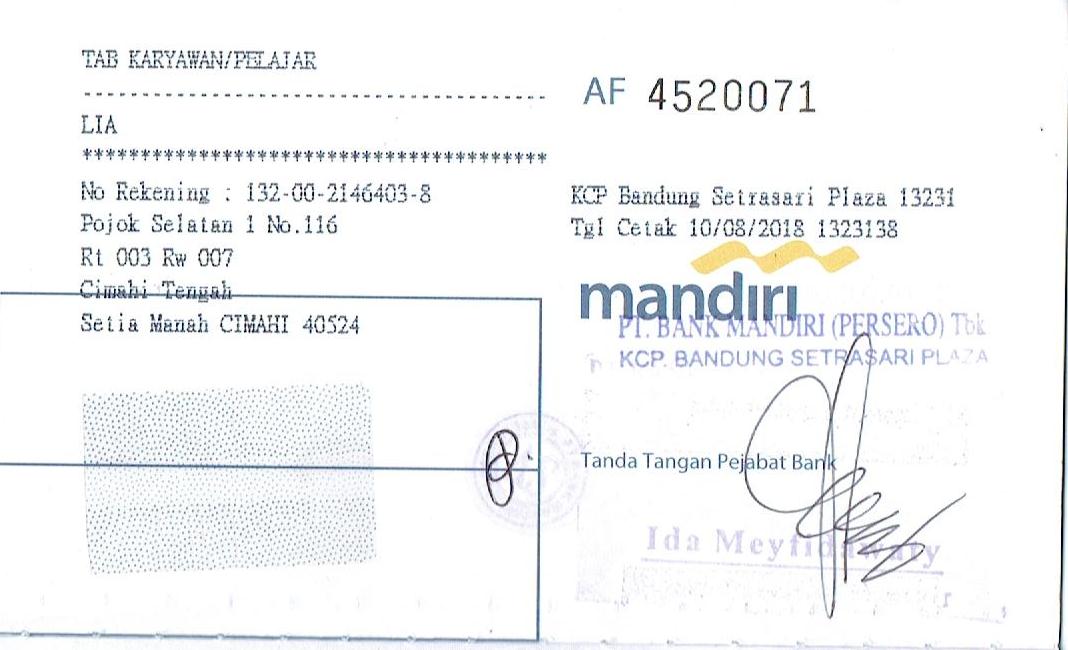 TAB KARYAWAN/PELAJAR
LIA
No Rekening : 132-00-2146403-8
Pojok Selatan 1 No.116
Rt 003 Rw 007
Cimahi Tengah
Setia Manah CIMAHI 40524
AF 4520071
KCP Bandung Setrasari Plaza 13231
Tgl Cetak 10/08/2018 1323138
mandiri
PT. BANK MANDIRI (PERSERO) Tbk
KCP. BANDUNG SETRASARI PLAZA
Tanda Tangan Pejabat Bank
Ida Meyfidawaty